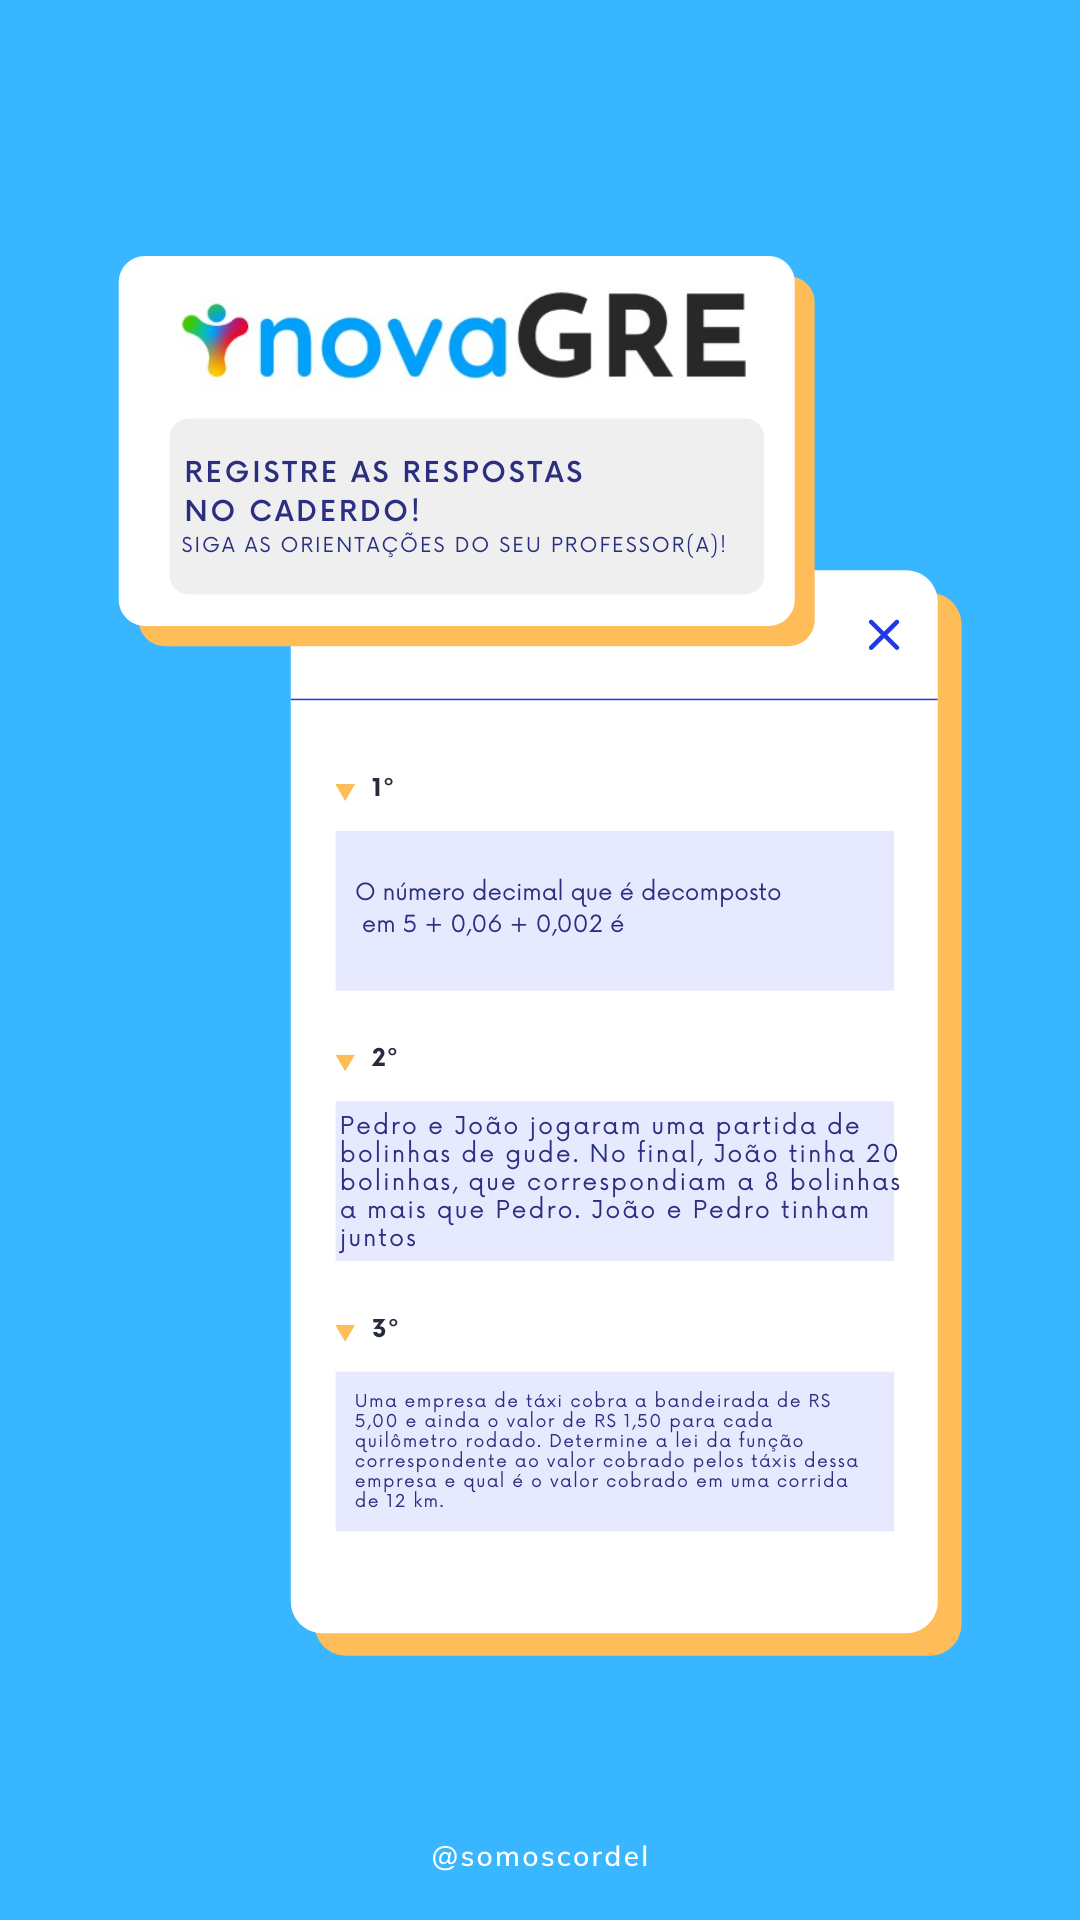 novaGRE
REGISTRE AS RESPOSTAS
NO CADERDO!
SIGA AS ORIENTAÇÕES DO SEU PROFESSOR(A)!
1°
O número decimal que é decomposto
em 5 + 0,06 + 0,002 é
2°
Pedro e João jogaram uma partida de
bolinhas de gude. No final, João tinha 20
bolinhas, que correspondiam a 8 bolinhas
a mais que Pedro. João e Pedro tinham
juntos
3°
Uma empresa de táxi cobra a bandeirada de RS
5,00 e ainda o valor de RS 1,50 para cada
quilômetro rodado. Determine a lei da função
correspondente ao valor cobrado pelos táxis dessa
empresa e qual é o valor cobrado em uma corrida
de 12 km.
@somoscordel